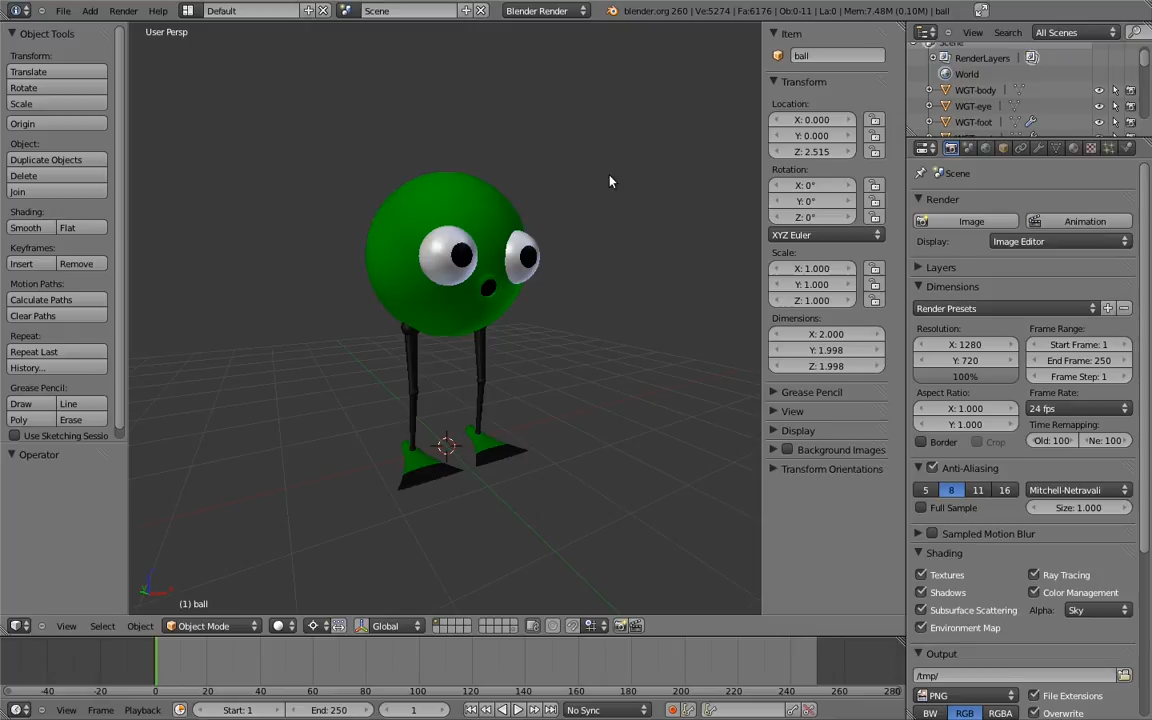 File Add Render Help Default Scene Blender Render blender.org 260 | Ve:5274 | Fa:6176 | Ob:0-11 | La:0 | Mem:7.48M (0.10M) | ball
Object Tools
Transform:
Translate
Rotate
Scale
Origin
Object:
Duplicate Objects
Delete
Join
Shading:
Smooth Flat
Keyframes:
Insert Remove
Motion Paths:
Calculate Paths
Clear Paths
Repeat:
Repeat Last
History...
Grease Pencil:
Draw Line
Poly Erase
Use Sketching Sessio
Operator
User Persp
(1) ball
View Select Object Object Mode Global
Item
ball
Transform
Location:
X: 0.000
Y: 0.000
Z: 2.515
Rotation:
X: 0°
Y: 0°
Z: 0°
XYZ Euler
Scale:
X: 1.000
Y: 1.000
Z: 1.000
Dimensions:
X: 2.000
Y: 1.998
Z: 1.998
Grease Pencil
View
Display
Background Images
Transform Orientations
View Search All Scenes
Scene
RenderLayers
World
WGT-body
WGT-eye
WGT-foot
Scene
Render
Image Animation
Display: Image Editor
Layers
Dimensions
Render Presets
Resolution: Frame Range:
X: 1280 Start Frame: 1
Y: 720 End Frame: 250
100% Frame Step: 1
Aspect Ratio: Frame Rate:
X: 1.000 24 fps
Y: 1.000 Time Remapping:
Border Crop Old: 100 Ne: 100
Anti-Aliasing
5 8 11 16 Mitchell-Netravali
Full Sample Size: 1.000
Sampled Motion Blur
Shading
Textures Ray Tracing
Shadows Color Management
Subsurface Scattering Alpha: Sky
Environment Map
Output
/tmp/
PNG File Extensions
BW RGB RGBA Overwrite
-40 -20 0 20 40 60 80 100 120 140 160 180 200 220 240 260 280
View Frame Playback Start: 1 End: 250 1 No Sync